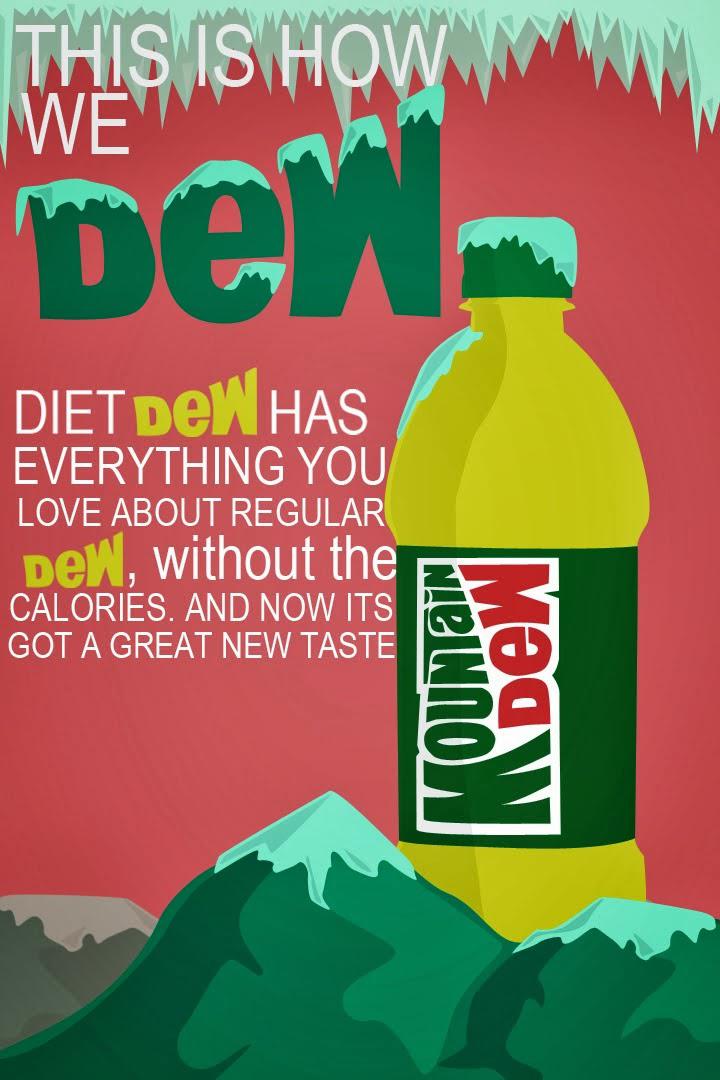 THIS IS HOW
WE
DeW
DIET DeW HAS
EVERYTHING YOU
LOVE ABOUT REGULAR
DeW, without the
CALORIES. AND NOW ITS
GOT A GREAT NEW TASTE
MOUNTAIN
DeW